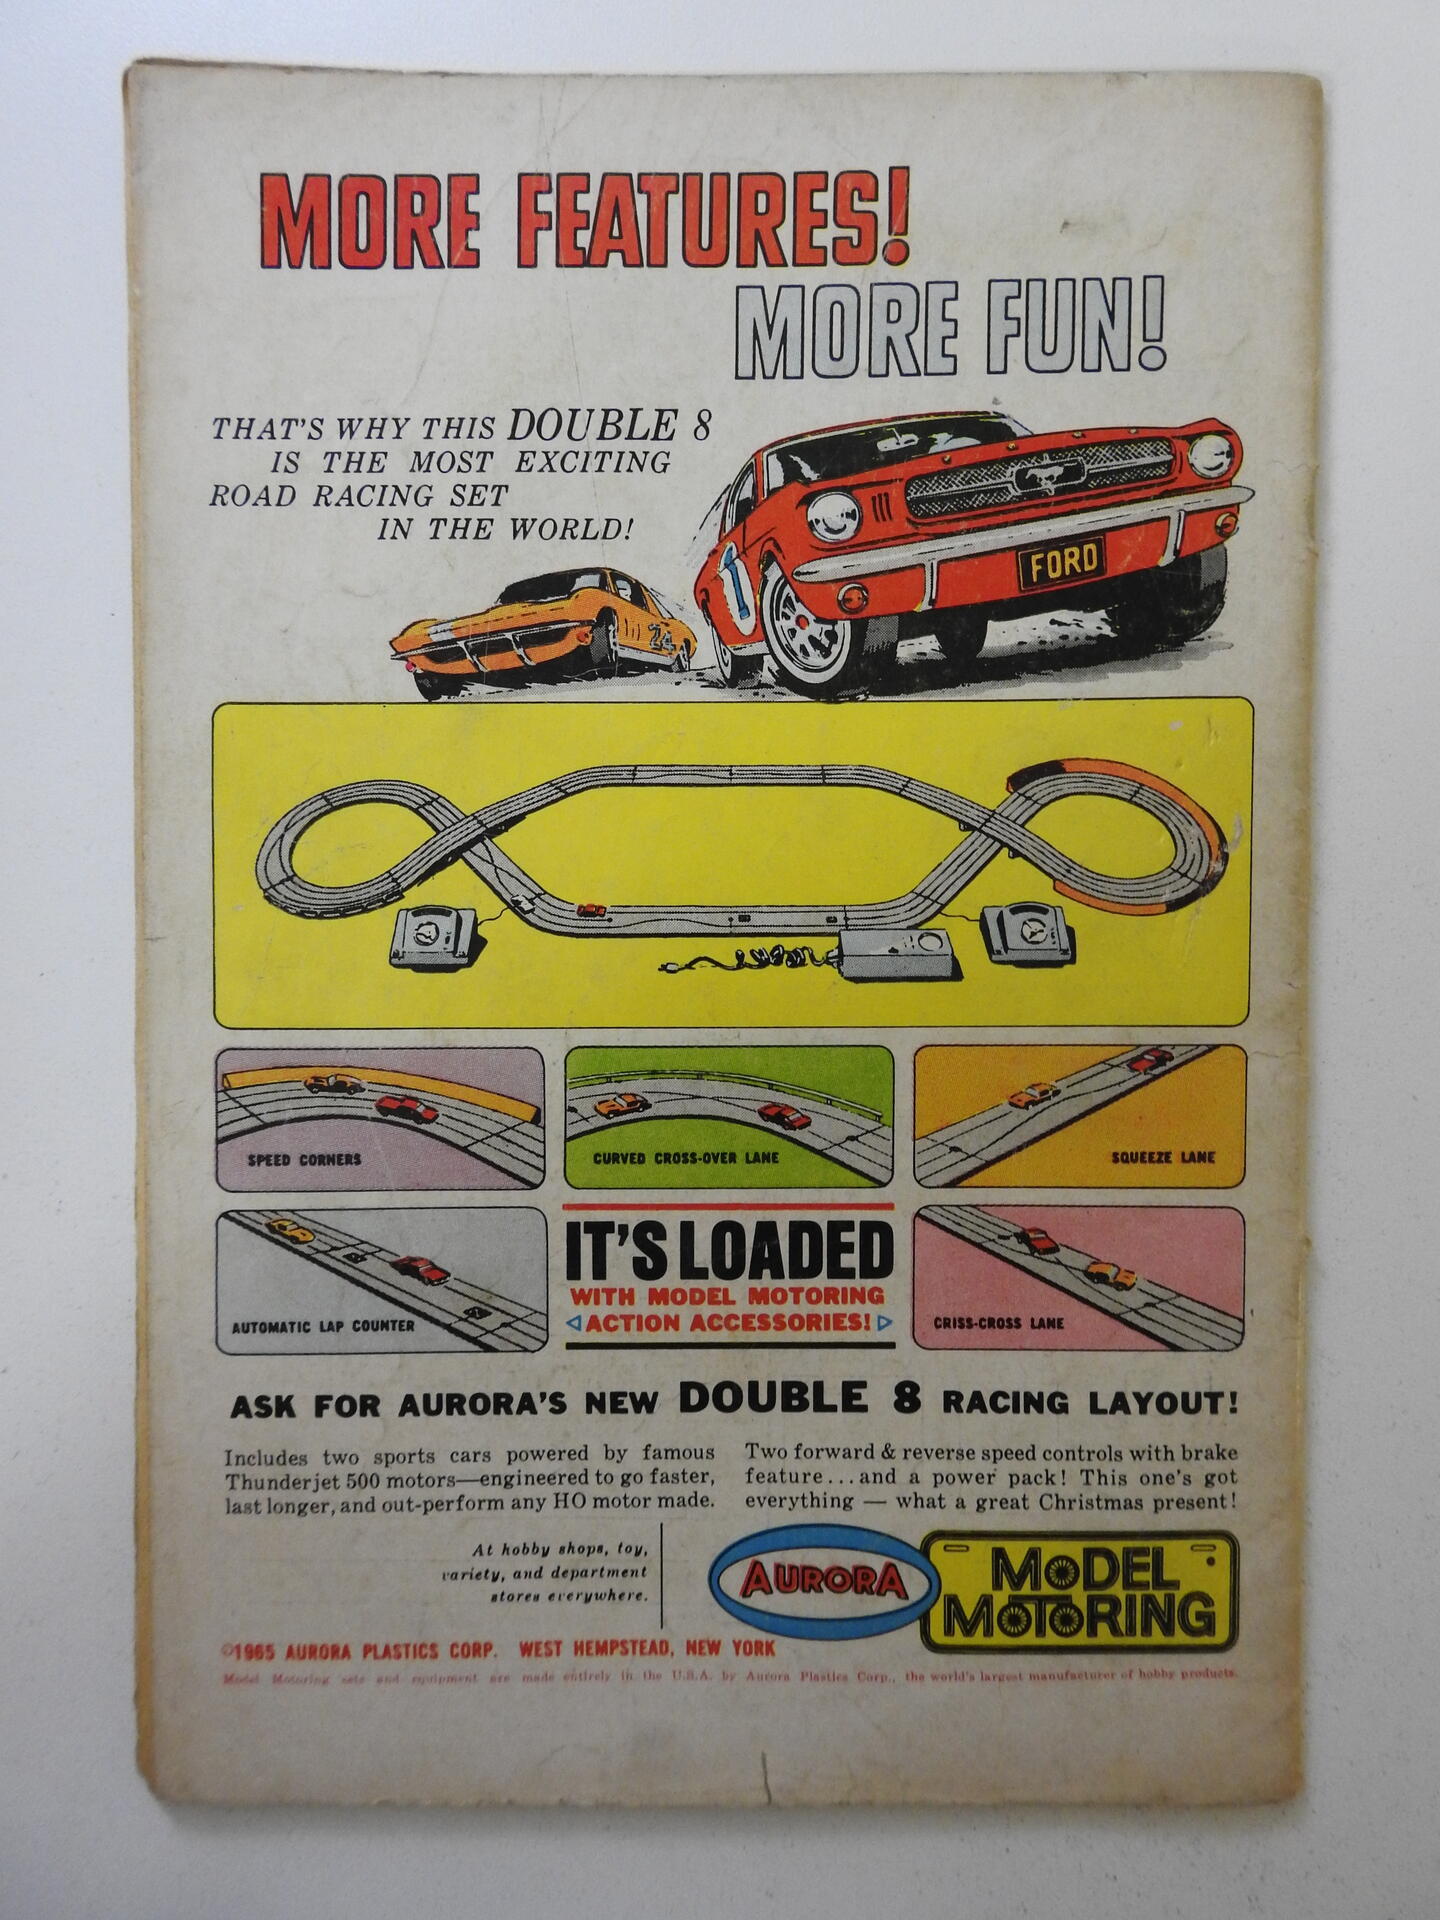 MORE FEATURES!
MORE FUN!
THAT'S WHY THIS DOUBLE 8
IS THE MOST EXCITING
ROAD RACING SET
IN THE WORLD!
FORD
1
24
SPEED CORNERS
CURVED CROSS-OVER LANE
SQUEEZE LANE
AUTOMATIC LAP COUNTER
IT'S LOADED
WITH MODEL MOTORING
ACTION ACCESSORIES!
CRISS-CROSS LANE
ASK FOR AURORA'S NEW DOUBLE 8 RACING LAYOUT!
Includes two sports cars powered by famous
Thunderjet 500 motors—engineered to go faster,
last longer, and out-perform any HO motor made.
Two forward & reverse speed controls with brake
feature...and a power pack! This one's got
everything — what a great Christmas present!
At hobby shops, toy,
variety, and department
stores everywhere.
AURORA
MODEL
MOTORING
©1965 AURORA PLASTICS CORP. WEST HEMPSTEAD, NEW YORK
Model Motoring sets and equipment are made entirely in the U.S.A. by Aurora Plastics Corp., the world's largest manufacturer of hobby products.